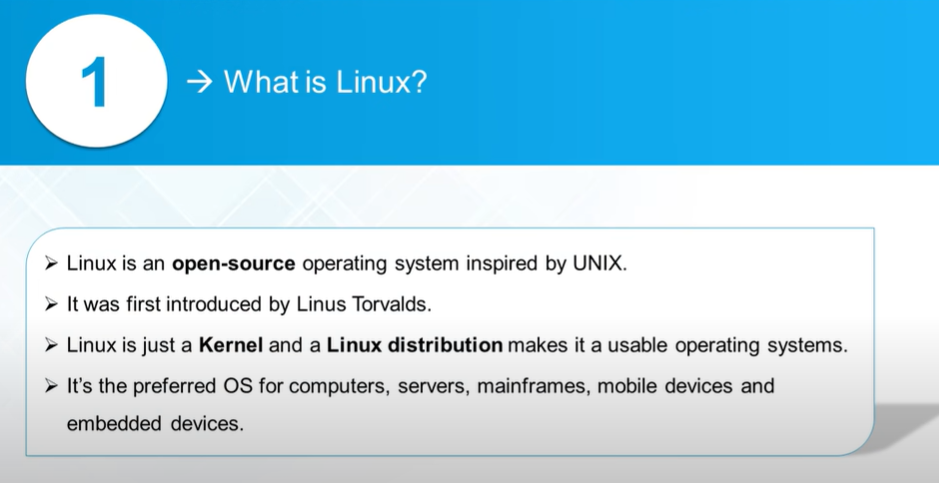 1
→ What is Linux?
➢ Linux is an open-source operating system inspired by UNIX.
➢ It was first introduced by Linus Torvalds.
➢ Linux is just a Kernel and a Linux distribution makes it a usable operating systems.
➢ It's the preferred OS for computers, servers, mainframes, mobile devices and
embedded devices.